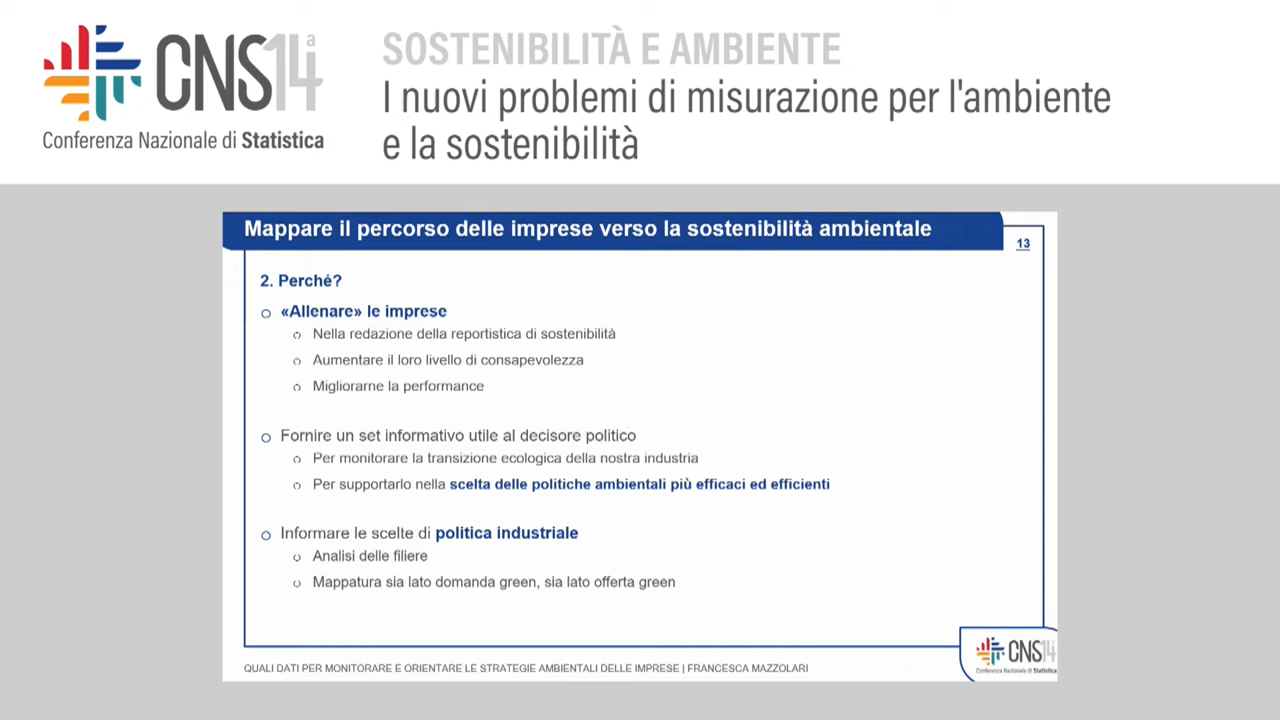 CNS14ª
Conferenza Nazionale di Statistica
SOSTENIBILITÀ E AMBIENTE
I nuovi problemi di misurazione per l'ambiente
e la sostenibilità
Mappare il percorso delle imprese verso la sostenibilità ambientale
13
2. Perché?
«Allenare» le imprese
Nella redazione della reportistica di sostenibilità
Aumentare il loro livello di consapevolezza
Migliorarne la performance
Fornire un set informativo utile al decisore politico
Per monitorare la transizione ecologica della nostra industria
Per supportarlo nella scelta delle politiche ambientali più efficaci ed efficienti
Informare le scelte di politica industriale
Analisi delle filiere
Mappatura sia lato domanda green, sia lato offerta green
QUALI DATI PER MONITORARE E ORIENTARE LE STRATEGIE AMBIENTALI DELLE IMPRESE | FRANCESCA MAZZOLARI
CNS14
Conferenza Nazionale di Statistica